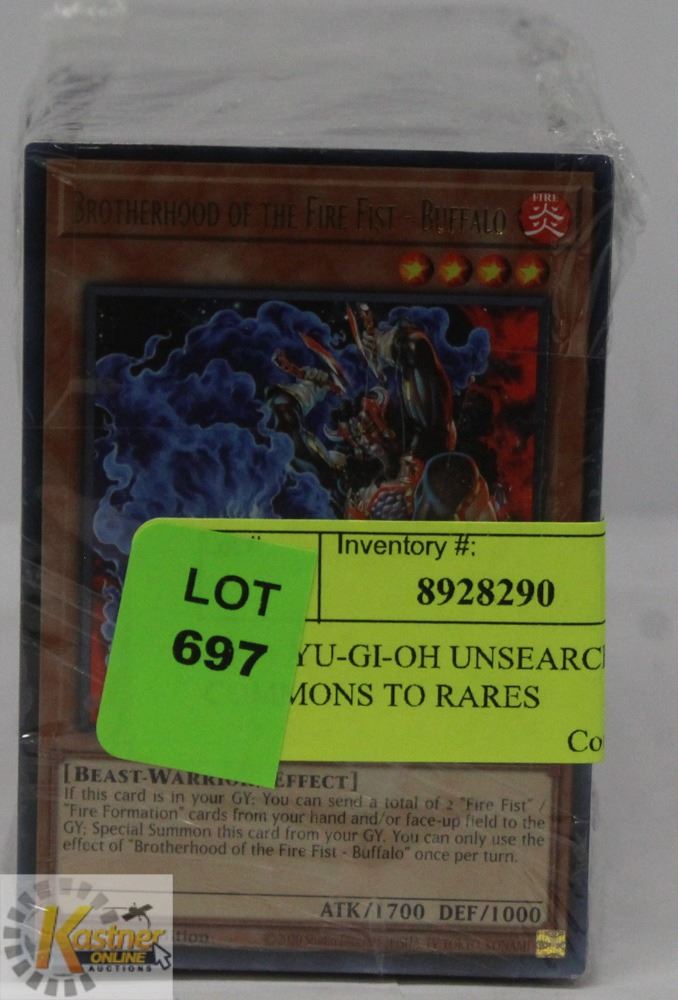 BROTHERHOOD OF THE FIRE FIST - BUFFALO
FIRE
炎
Inventory #:
8928290
LOT
697
YU-GI-OH
TO RARES
[BEAST-WARRIOR/EFFECT]
If this card is in your GY: You can send a total of 2 "Fire Fist" /
"Fire Formation" cards from your hand and/or face-up field to the
GY; Special Summon this card from your GY. You can only use the
effect of "Brotherhood of the Fire Fist - Buffalo" once per turn.
ATK/1700 DEF/1000
Kastner
ONLINE
AUCTIONS